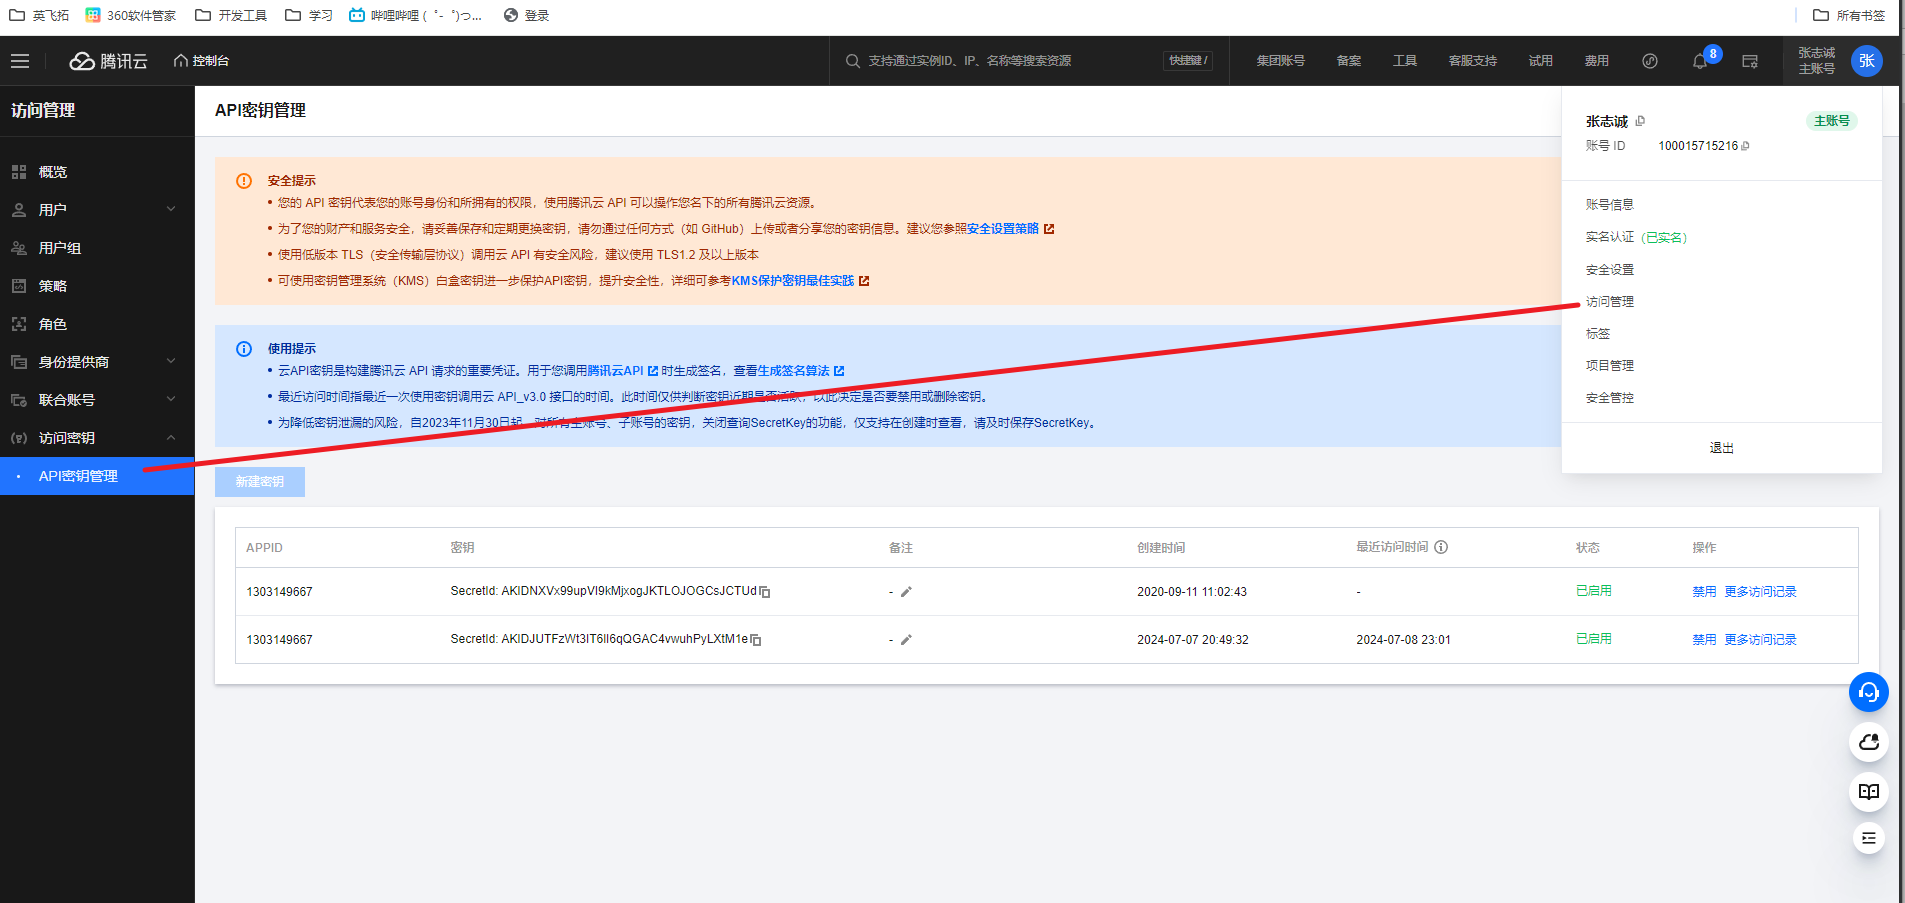 英飞拓
360软件管家
开发工具
学习
哔哩哔哩 (゜-゜)つ...
登录
所有书签
腾讯云
控制台
支持通过实例ID、IP、名称等搜索资源
快捷键 /
集团账号
备案
工具
客服支持
试用
费用
8
张志诚
主账号
张
访问管理
概览
用户
用户组
策略
角色
身份提供商
联合账号
访问密钥
API密钥管理
API密钥管理
安全提示
• 您的 API 密钥代表您的账号身份和所拥有的权限，使用腾讯云 API 可以操作您名下的所有腾讯云资源。
• 为了您的财产和服务安全，请妥善保存和定期更换密钥，请勿通过任何方式（如 GitHub）上传或者分享您的密钥信息。建议您参照安全设置策略
• 使用低版本 TLS（安全传输层协议）调用云 API 有安全风险，建议使用 TLS1.2 及以上版本
• 可使用密钥管理系统（KMS）白盒密钥进一步保护API密钥，提升安全性，详细可参考KMS保护密钥最佳实践
使用提示
• 云API密钥是构建腾讯云 API 请求的重要凭证。用于您调用腾讯云API 时生成签名，查看生成签名算法
• 最近访问时间指最近一次使用密钥调用云 API_v3.0 接口的时间。此时间仅供判断密钥近期是否活跃，以此决定是否要禁用或删除密钥。
• 为降低密钥泄漏的风险，自2023年11月30日起，对所有主账号、子账号的密钥，关闭查询SecretKey的功能，仅支持在创建时查看，请及时保存SecretKey。
新建密钥
APPID 密钥 备注 创建时间 最近访问时间 状态 操作
1303149667 SecretId: AKIDNXVx99upVI9kMjxogJKTLOJOGCsJCTUd - 2020-09-11 11:02:43 - 已启用 禁用 更多访问记录
1303149667 SecretId: AKIDJUTFzWt3IT6II6qQGAC4vwuhPyLXtM1e - 2024-07-07 20:49:32 2024-07-08 23:01 已启用 禁用 更多访问记录
张志诚
主账号
账号 ID 100015715216
账号信息
实名认证 (已实名)
安全设置
访问管理
标签
项目管理
安全管控
退出